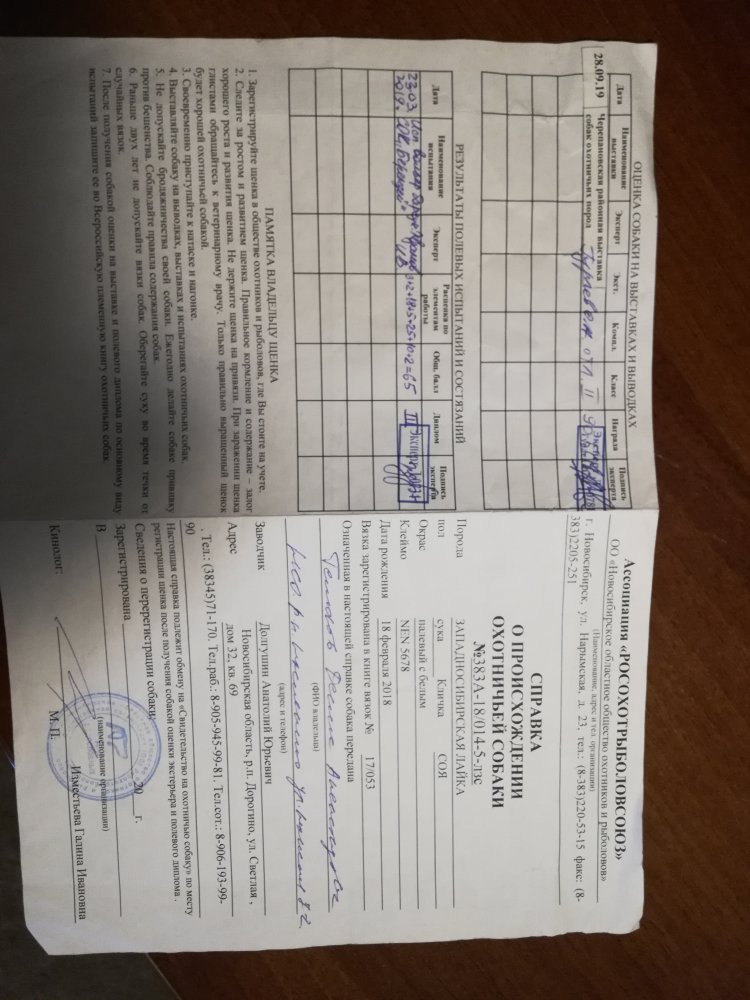 ОЦЕНКА СОБАКИ НА ВЫСТАВКАХ И ВЫВОДКАХ
Дата Наименование выставки Эксперт Экст. Компл. Класс Награда Подпись эксперта
28.09.19 Черепановская районная выставка собак охотничьих пород отл. II
РЕЗУЛЬТАТЫ ПОЛЕВЫХ ИСПЫТАНИЙ И СОСТЯЗАНИЙ
Дата Наименование испытания Эксперт Расценка по элементам работы Общ. балл Диплом Подпись эксперта
23.03 2019г. III
ПАМЯТКА ВЛАДЕЛЬЦУ ЩЕНКА
1. Зарегистрируйте щенка в обществе охотников и рыболовов, где Вы стоите на учете.
2. Следите за ростом и развитием щенка. Правильное кормление и содержание – залог
хорошего роста и развития щенка. Не держите щенка на привязи. При заражении щенка
глистами обращайтесь к ветеринарному врачу. Только правильно выращенный щенок
будет хорошей охотничьей собакой.
3. Своевременно приступайте к натаске и нагонке.
4. Выставляйте собаку на выводках, выставках и испытаниях охотничьих собак.
5. Не допускайте бродяжничества своей собаки. Ежегодно делайте собаке прививку
против бешенства. Соблюдайте правила содержания собак.
6. Раньше двух лет не допускайте вязки собак. Оберегайте суку во время течки от
случайных вязок.
7. После получения собакой оценки на выставке и полевого диплома по основному виду
испытаний запишите ее во Всероссийскую племенную книгу охотничьих собак.
Ассоциация «РОСОХОТРЫБОЛОВСОЮЗ»
ОО «Новосибирское областное общество охотников и рыболовов»
(Наименование, адрес и тел. организации)
г. Новосибирск, ул. Нарымская, д. 23, тел.: (8-383)220-53-15 факс: (8-
383)2205-251
СПРАВКА
О ПРОИСХОЖДЕНИИ
ОХОТНИЧЬЕЙ СОБАКИ
№383А-18/014-5-лзс
Порода ЗАПАДНОСИБИРСКАЯ ЛАЙКА
пол сука Кличка СОЯ
Окрас палевый с белым
Клеймо NEN 5678
Дата рождения 18 февраля 2018
Вязка зарегистрирована в книге вязок № 17/053
Означенная в настоящей справке собака передана
(ФИО владельца)
(адрес и телефон)
Заводчик Долгушин Анатолий Юрьевич
Адрес Новосибирская область, р.п. Дорогино, ул. Светлая,
дом 32, кв. 69
. Тел.: (38345)71-170. Тел.раб.: 8-905-945-99-81. Тел.сот.: 8-906-193-99-
90
Настоящая справка подлежит обмену на «Свидетельство на охотничью собаку» по месту
регистрации щенка после получения собакой оценки экстерьера и полевого диплома .
Сведения о перерегистрации собаки:
Зарегистрирована 20 г.
В
(наименование организации)
Кинолог: Изместьева Галина Ивановна
М.П.